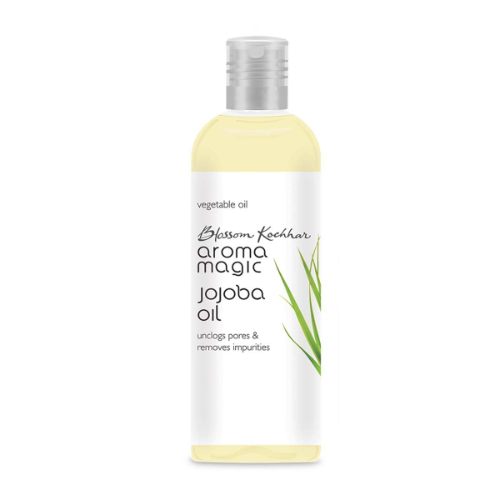 vegetable oil
Blossom Kochhar
aroma
magic
jojoba
oil
unclogs pores &
removes impurities